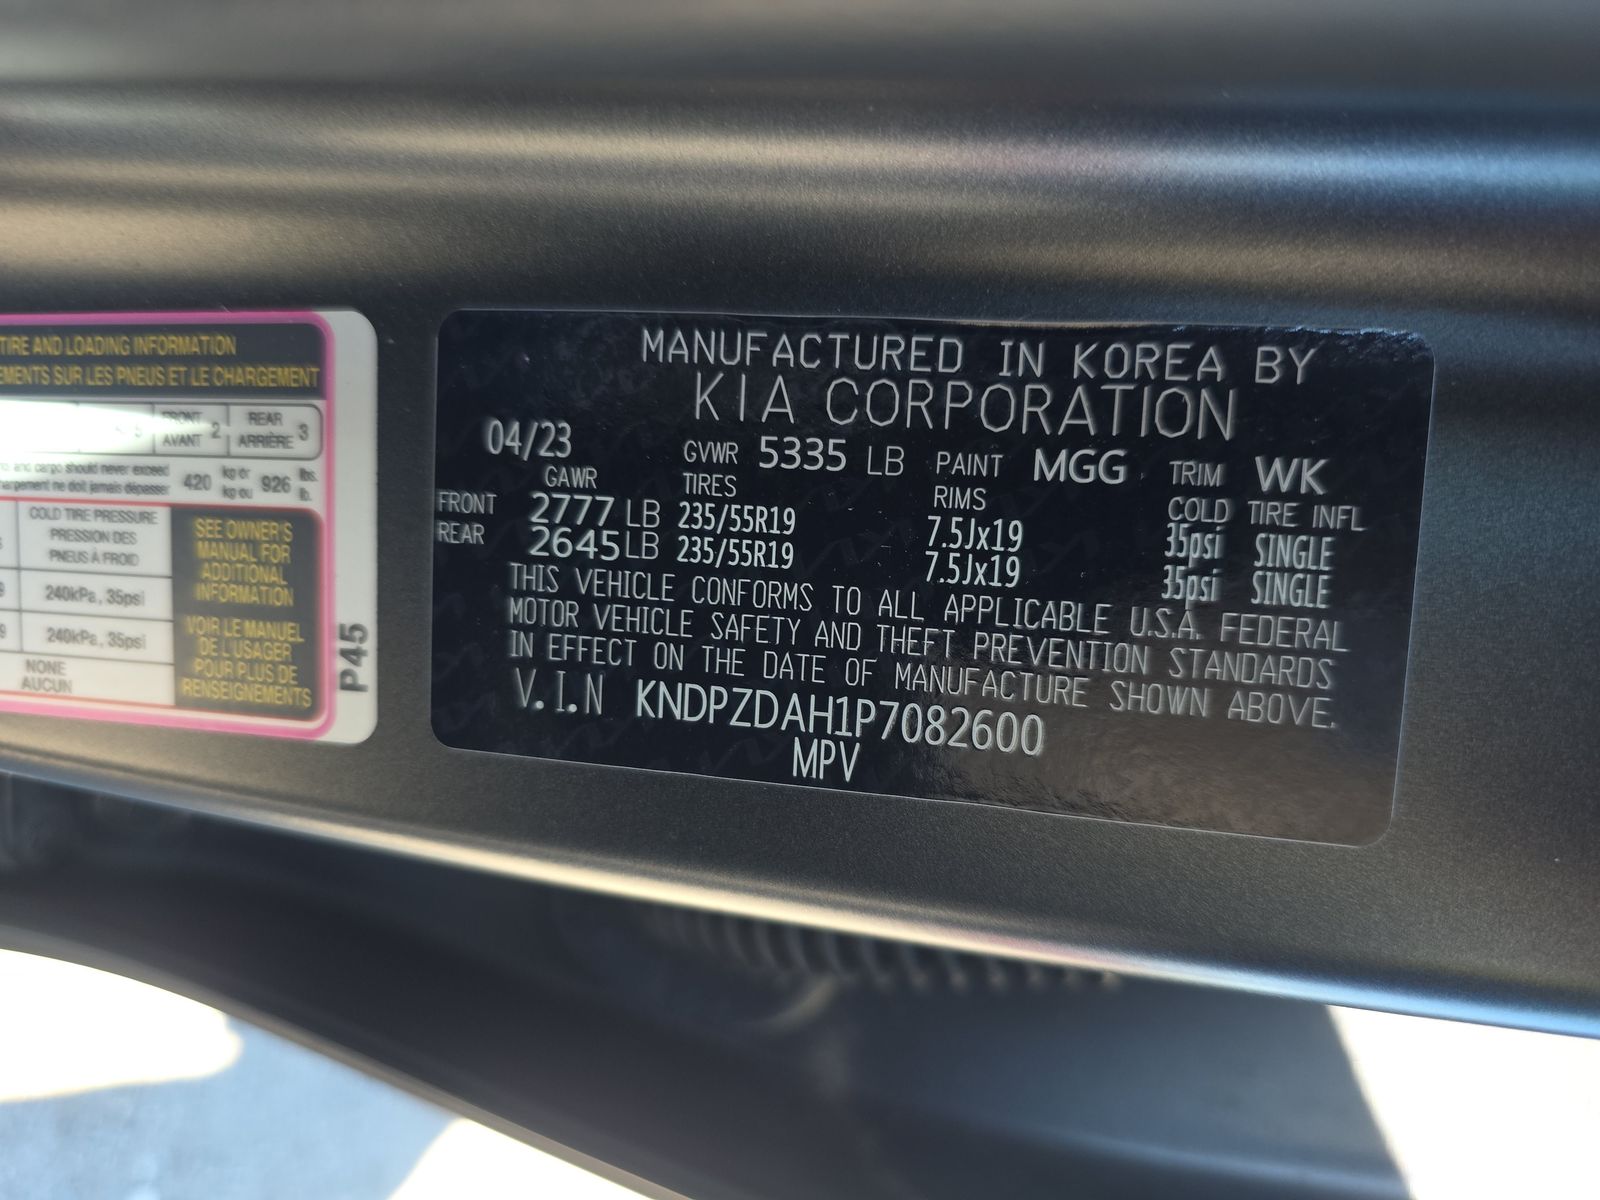 TIRE AND LOADING INFORMATION
SUR LES PNEUS ET LE CHARGEMENT
FRONT REAR
AVANT 2 ARRIÈRE 3
and cargo should never exceed kg or lbs.
ne doit jamais dépasser 420 kg ou 926 lb.
COLD TIRE PRESSURE
PRESSION DES
PNEUS À FROID
240kPa, 35psi
240kPa, 35psi
NONE
AUCUN
SEE OWNER'S
MANUAL FOR
ADDITIONAL
INFORMATION
VOIR LE MANUEL
DE L'USAGER
POUR PLUS DE
RENSEIGNEMENTS
P45
MANUFACTURED IN KOREA BY
KIA CORPORATION
04/23 GVWR 5335 LB PAINT MGG TRIM WK
GAWR TIRES RIMS COLD TIRE INFL
FRONT 2777 LB 235/55R19 7.5Jx19 35psi SINGLE
REAR 2645 LB 235/55R19 7.5Jx19 35psi SINGLE
THIS VEHICLE CONFORMS TO ALL APPLICABLE U.S.A. FEDERAL
MOTOR VEHICLE SAFETY AND THEFT PREVENTION STANDARDS
IN EFFECT ON THE DATE OF MANUFACTURE SHOWN ABOVE.
V.I.N KNDPZDAH1P7082600
MPV